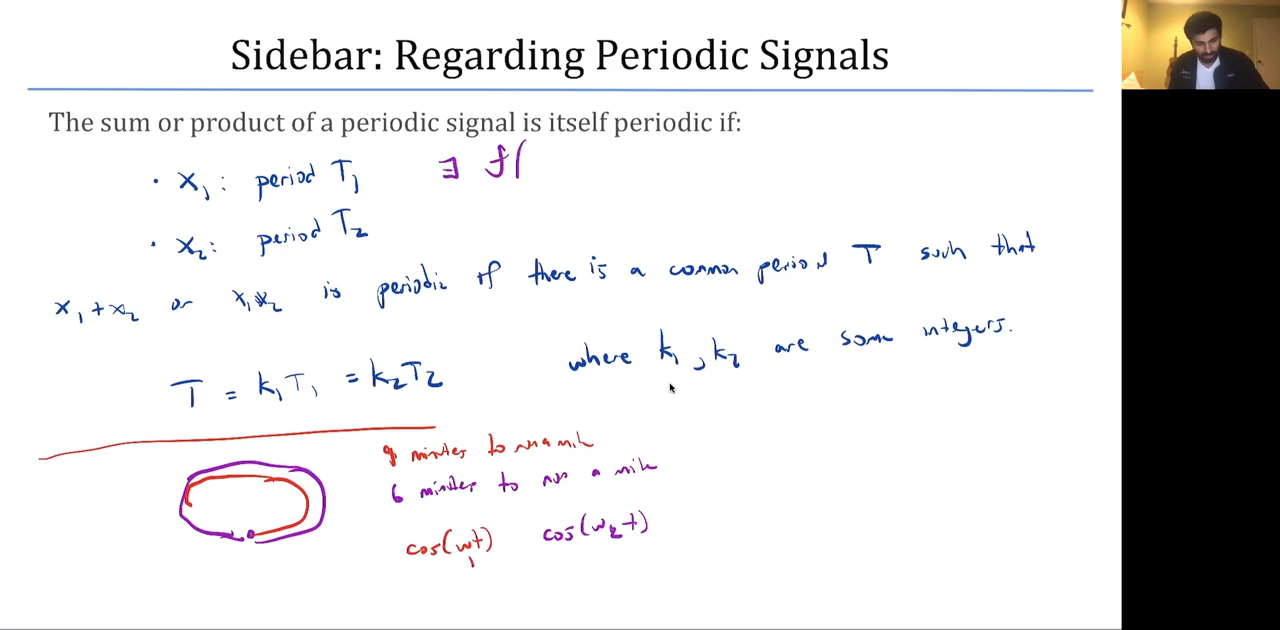 Sidebar: Regarding Periodic Signals
The sum or product of a periodic signal is itself periodic if:
• x₁: period T₁ ∃ f(
• x₂: period T₂
x₁ + x₂ or x₁x₂ is periodic if there is a common period T such that
T = k₁T₁ = k₂T₂ where k₁, k₂ are some integers.
9 minutes to run a mile
6 minutes to run a mile
cos(ω₁t) cos(ω₂t)